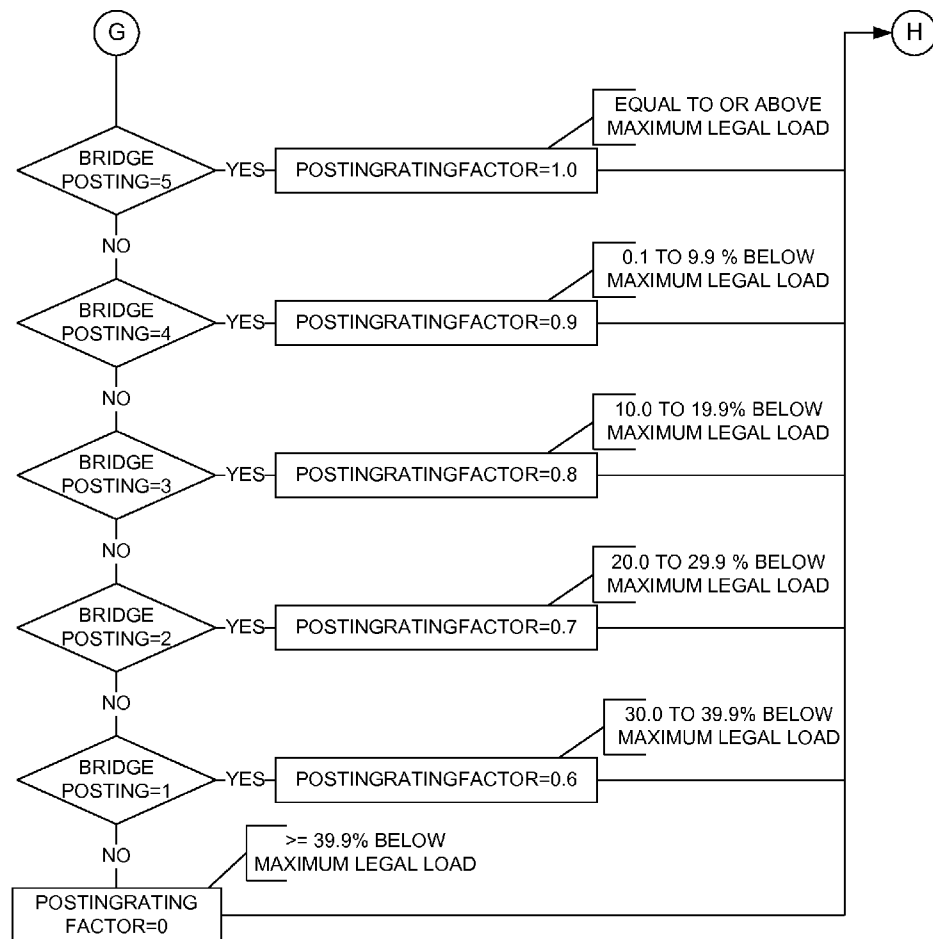 G
H
EQUAL TO OR ABOVE
MAXIMUM LEGAL LOAD
BRIDGE
POSTING=5
YES
POSTINGRATINGFACTOR=1.0
NO
0.1 TO 9.9 % BELOW
MAXIMUM LEGAL LOAD
BRIDGE
POSTING=4
YES
POSTINGRATINGFACTOR=0.9
NO
10.0 TO 19.9% BELOW
MAXIMUM LEGAL LOAD
BRIDGE
POSTING=3
YES
POSTINGRATINGFACTOR=0.8
NO
20.0 TO 29.9 % BELOW
MAXIMUM LEGAL LOAD
BRIDGE
POSTING=2
YES
POSTINGRATINGFACTOR=0.7
NO
30.0 TO 39.9% BELOW
MAXIMUM LEGAL LOAD
BRIDGE
POSTING=1
YES
POSTINGRATINGFACTOR=0.6
NO
>= 39.9% BELOW
MAXIMUM LEGAL LOAD
POSTINGRATING
FACTOR=0